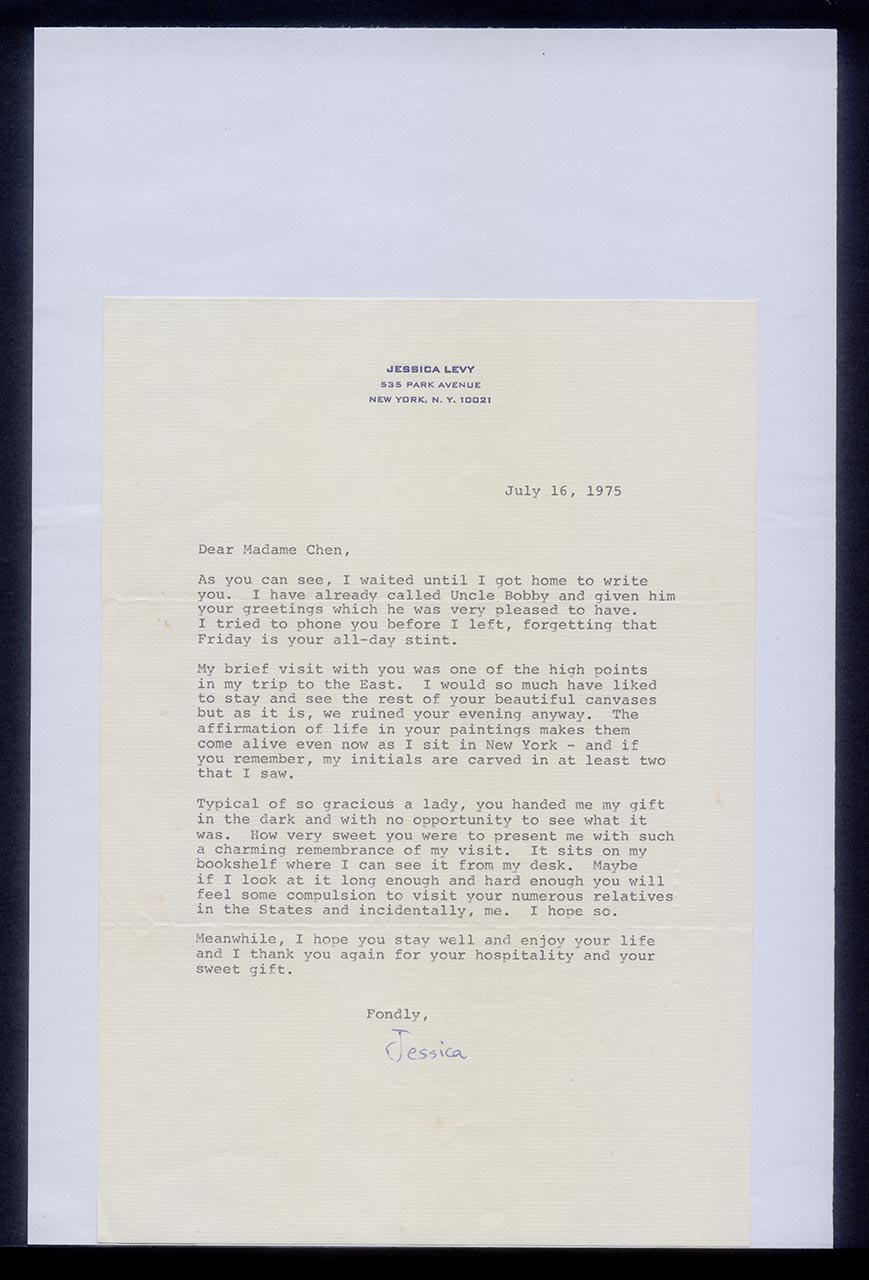 JESSICA LEVY
535 PARK AVENUE
NEW YORK, N. Y. 10021
July 16, 1975
Dear Madame Chen,
As you can see, I waited until I got home to write
you.  I have already called Uncle Bobby and given him
your greetings which he was very pleased to have.
I tried to phone you before I left, forgetting that
Friday is your all-day stint.
My brief visit with you was one of the high points
in my trip to the East.  I would so much have liked
to stay and see the rest of your beautiful canvases
but as it is, we ruined your evening anyway.  The
affirmation of life in your paintings makes them
come alive even now as I sit in New York - and if
you remember, my initials are carved in at least two
that I saw.
Typical of so gracious a lady, you handed me my gift
in the dark and with no opportunity to see what it
was.  How very sweet you were to present me with such
a charming remembrance of my visit.  It sits on my
bookshelf where I can see it from my desk.  Maybe
if I look at it long enough and hard enough you will
feel some compulsion to visit your numerous relatives
in the States and incidentally, me.  I hope so.
Meanwhile, I hope you stay well and enjoy your life
and I thank you again for your hospitality and your
sweet gift.
Fondly,
Jessica